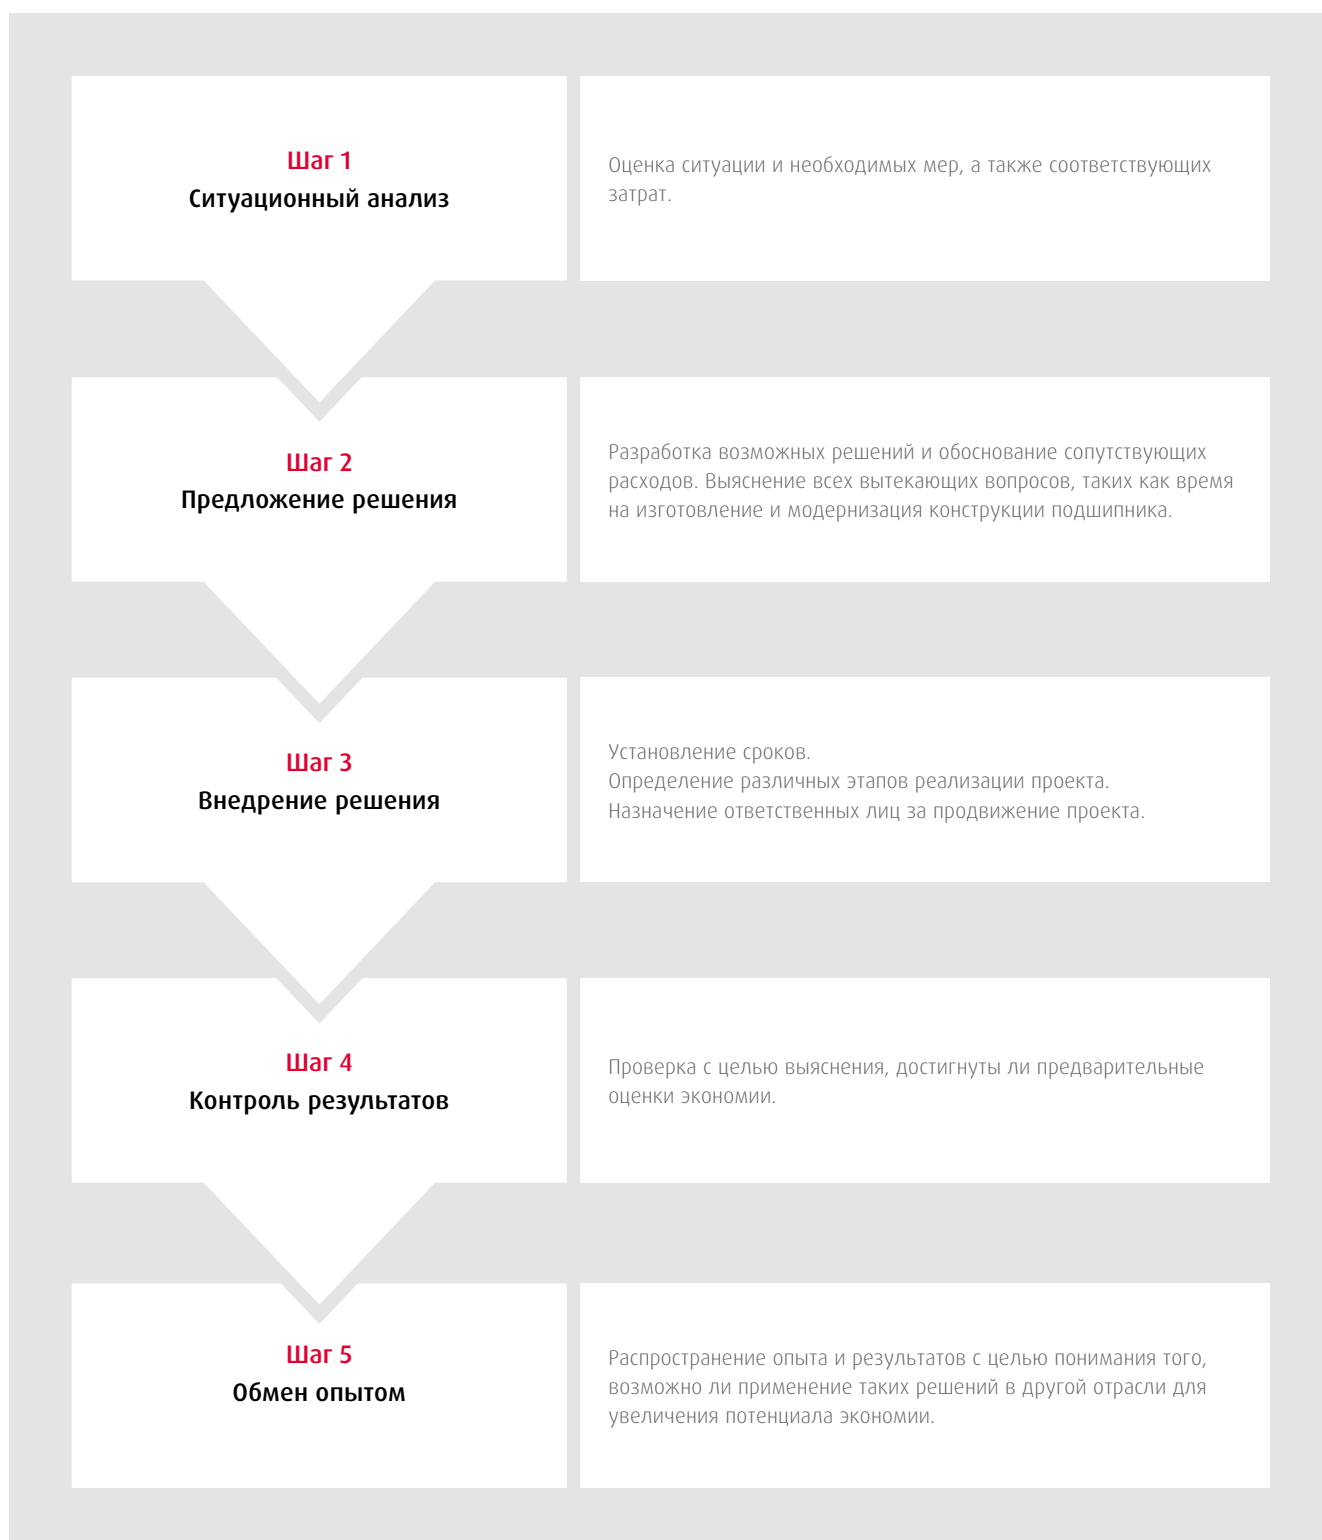 Шаг 1
Ситуационный анализ
Оценка ситуации и необходимых мер, а также соответствующих
затрат.
Шаг 2
Предложение решения
Разработка возможных решений и обоснование сопутствующих
расходов. Выяснение всех вытекающих вопросов, таких как время
на изготовление и модернизация конструкции подшипника.
Шаг 3
Внедрение решения
Установление сроков.
Определение различных этапов реализации проекта.
Назначение ответственных лиц за продвижение проекта.
Шаг 4
Контроль результатов
Проверка с целью выяснения, достигнуты ли предварительные
оценки экономии.
Шаг 5
Обмен опытом
Распространение опыта и результатов с целью понимания того,
возможно ли применение таких решений в другой отрасли для
увеличения потенциала экономии.